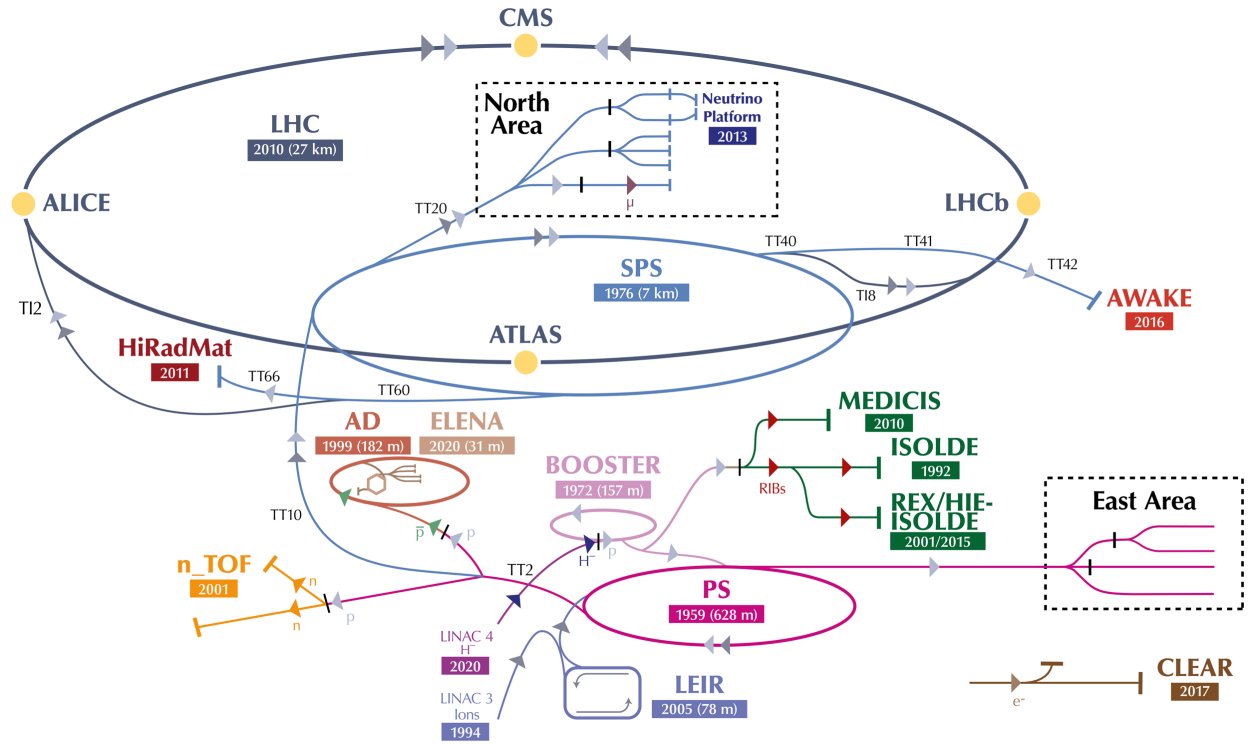 CMS
North
Area
Neutrino
Platform
2013
LHC
2010 (27 km)
ALICE
LHCb
TT20
μ
TT40
TT41
TT42
SPS
1976 (7 km)
TI8
AWAKE
2016
TI2
ATLAS
HiRadMat
2011
TT66
TT60
MEDICIS
2010
AD
1999 (182 m)
ELENA
2020 (31 m)
ISOLDE
1992
BOOSTER
1972 (157 m)
RIBs
REX/HIE-
ISOLDE
2001/2015
East Area
TT10
p̅
p
H⁻
p
n_TOF
2001
n
n
p
TT2
PS
1959 (628 m)
LINAC 4
H⁻
2020
LINAC 3
Ions
1994
LEIR
2005 (78 m)
CLEAR
2017
e⁻